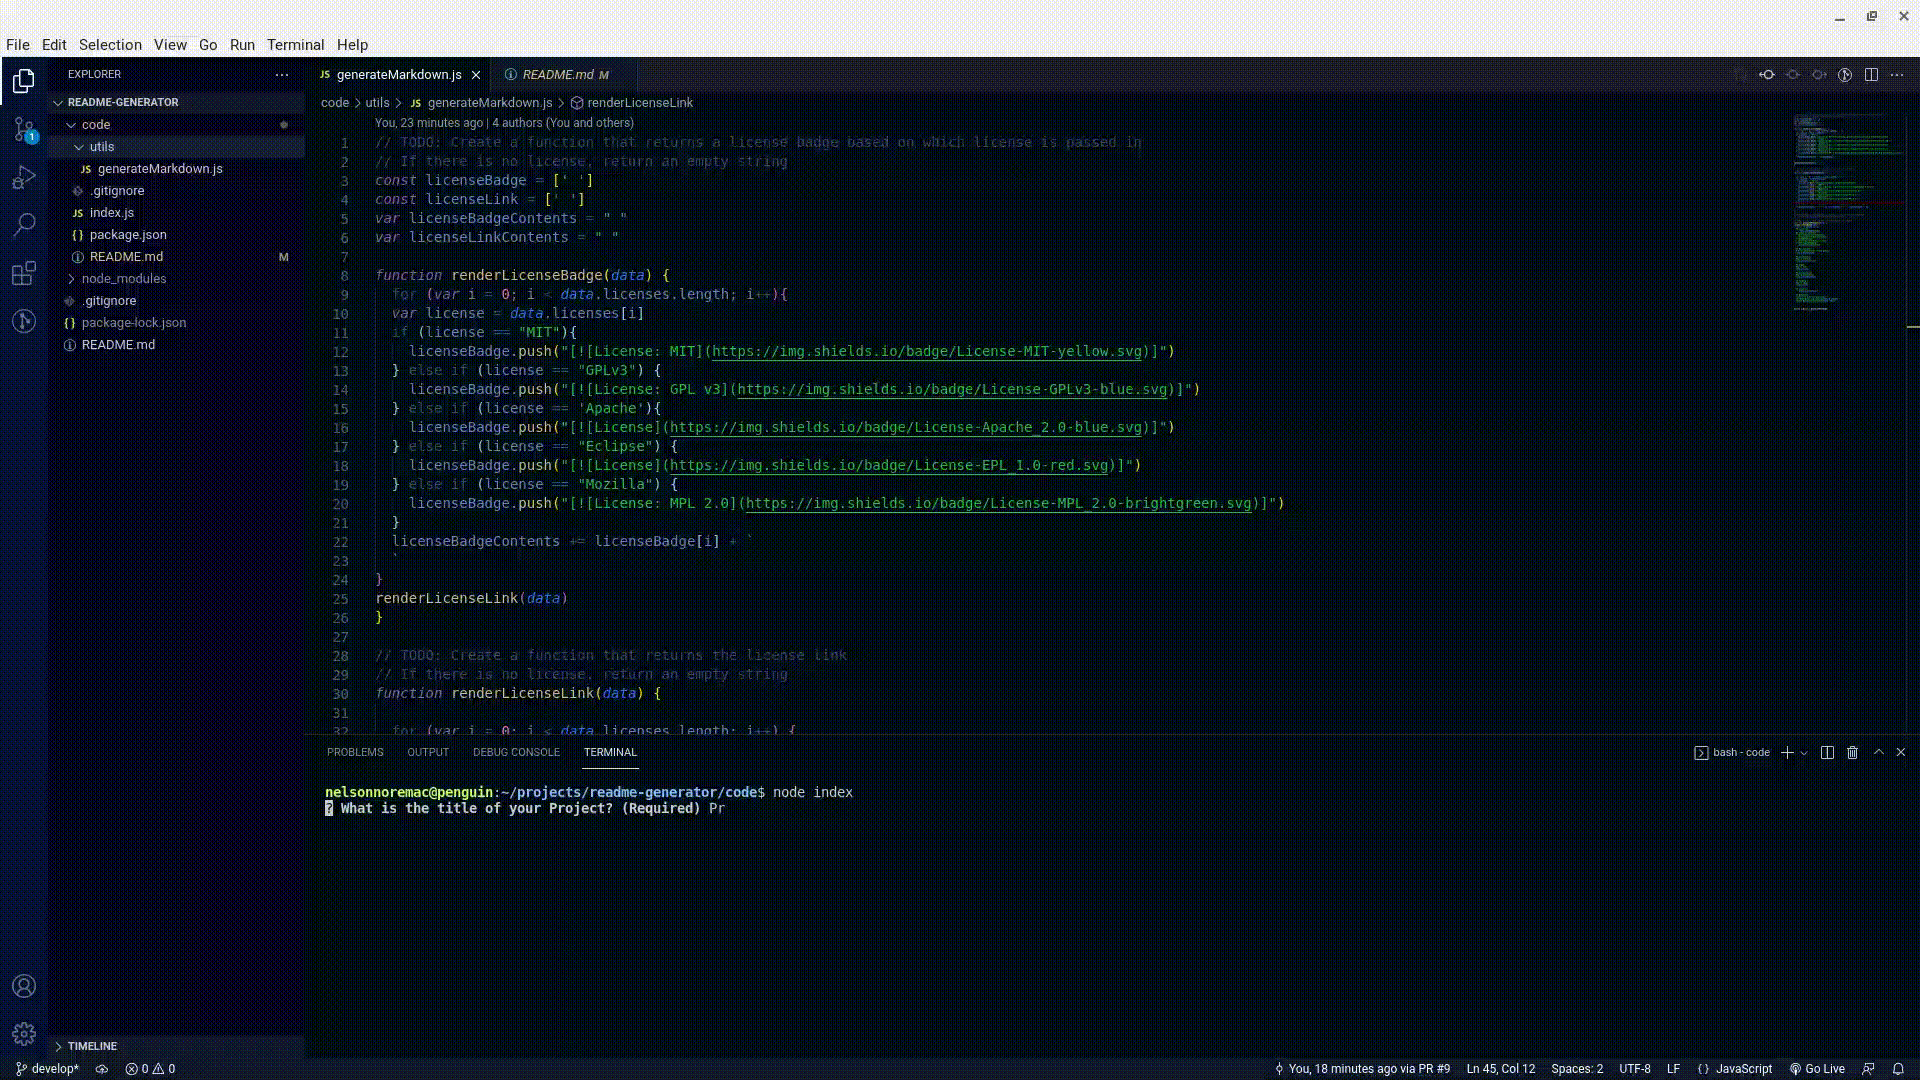 File Edit Selection View Go Run Terminal Help
EXPLORER
README-GENERATOR
code
utils
JS generateMarkdown.js
.gitignore
JS index.js
{} package.json
README.md M
node_modules
.gitignore
{} package-lock.json
README.md
TIMELINE
1
JS generateMarkdown.js
README.md M
code > utils > JS generateMarkdown.js > renderLicenseLink
You, 23 minutes ago | 4 authors (You and others)
1 // TODO: Create a function that returns a license badge based on which license is passed in
2 // If there is no license, return an empty string
3 const licenseBadge = [' ']
4 const licenseLink = [' ']
5 var licenseBadgeContents = " "
6 var licenseLinkContents = " "
7
8 function renderLicenseBadge(data) {
9 for (var i = 0; i < data.licenses.length; i++){
10 var license = data.licenses[i]
11 if (license == "MIT"){
12 licenseBadge.push("[![License: MIT](https://img.shields.io/badge/License-MIT-yellow.svg)]")
13 } else if (license == "GPLv3") {
14 licenseBadge.push("[![License: GPL v3](https://img.shields.io/badge/License-GPLv3-blue.svg)]")
15 } else if (license == 'Apache'){
16 licenseBadge.push("[![License](https://img.shields.io/badge/License-Apache_2.0-blue.svg)]")
17 } else if (license == "Eclipse") {
18 licenseBadge.push("[![License](https://img.shields.io/badge/License-EPL_1.0-red.svg)]")
19 } else if (license == "Mozilla") {
20 licenseBadge.push("[![License: MPL 2.0](https://img.shields.io/badge/License-MPL_2.0-brightgreen.svg)]")
21 }
22 licenseBadgeContents += licenseBadge[i] + `
23 `
24 }
25 renderLicenseLink(data)
26 }
27
28 // TODO: Create a function that returns the license link
29 // If there is no license, return an empty string
30 function renderLicenseLink(data) {
31
32 for (var i = 0; i < data.licenses.length; i++) {
PROBLEMS OUTPUT DEBUG CONSOLE TERMINAL
bash - code
nelsonnoremac@penguin:~/projects/readme-generator/code$ node index
? What is the title of your Project? (Required) Pr
develop* 0 0
You, 18 minutes ago via PR #9 Ln 45, Col 12 Spaces: 2 UTF-8 LF {} JavaScript Go Live